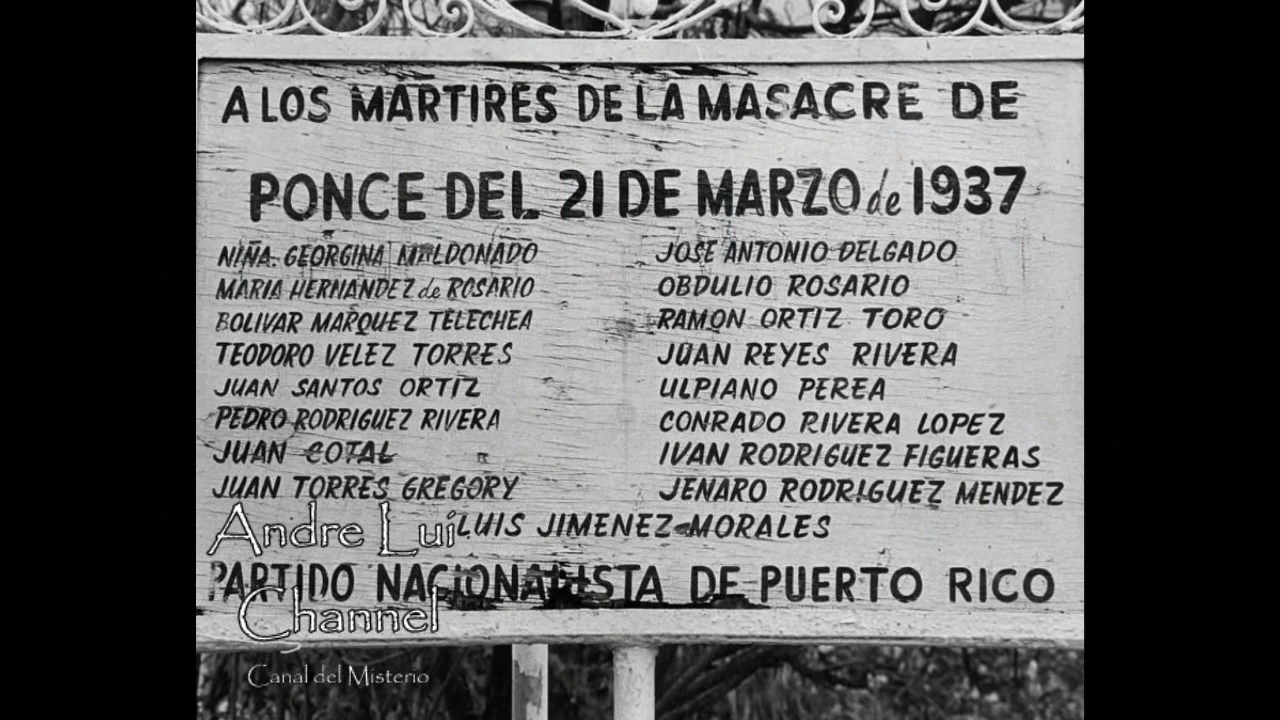 A LOS MARTIRES DE LA MASACRE DE
PONCE DEL 21 DE MARZO de 1937
NIÑA. GEORGINA MALDONADO
MARIA HERNANDEZ de ROSARIO
BOLIVAR MARQUEZ TELECHEA
TEODORO VELEZ TORRES
JUAN SANTOS ORTIZ
PEDRO RODRIGUEZ RIVERA
JUAN COTAL
JUAN TORRES GREGORY
JOSE ANTONIO DELGADO
OBDULIO ROSARIO
RAMON ORTIZ TORO
JUAN REYES RIVERA
ULPIANO PEREA
CONRADO RIVERA LOPEZ
IVAN RODRIGUEZ FIGUERAS
JENARO RODRIGUEZ MENDEZ
LUIS JIMENEZ MORALES
PARTIDO NACIONALISTA DE PUERTO RICO
Andre Lui
Channel
Canal del Misterio